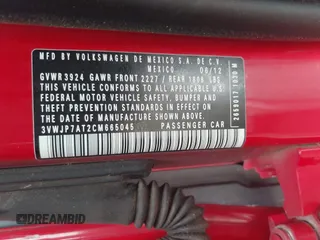 MFD BY VOLKSWAGEN DE MEXICO S.A. DE C.V.
MEXICO 06/12
GVWR 3924 GAWR FRONT 2227 / REAR 1808 LBS
THIS VEHICLE CONFORMS TO ALL APPLICABLE U.S.
FEDERAL MOTOR VEHICLE SAFETY, BUMPER AND
THEFT PREVENTION STANDARDS IN EFFECT ON
THE DATE OF MANUFACTURE SHOWN ABOVE
3VWJP7AT2CM665045 PASSENGER CAR
DREAMBID